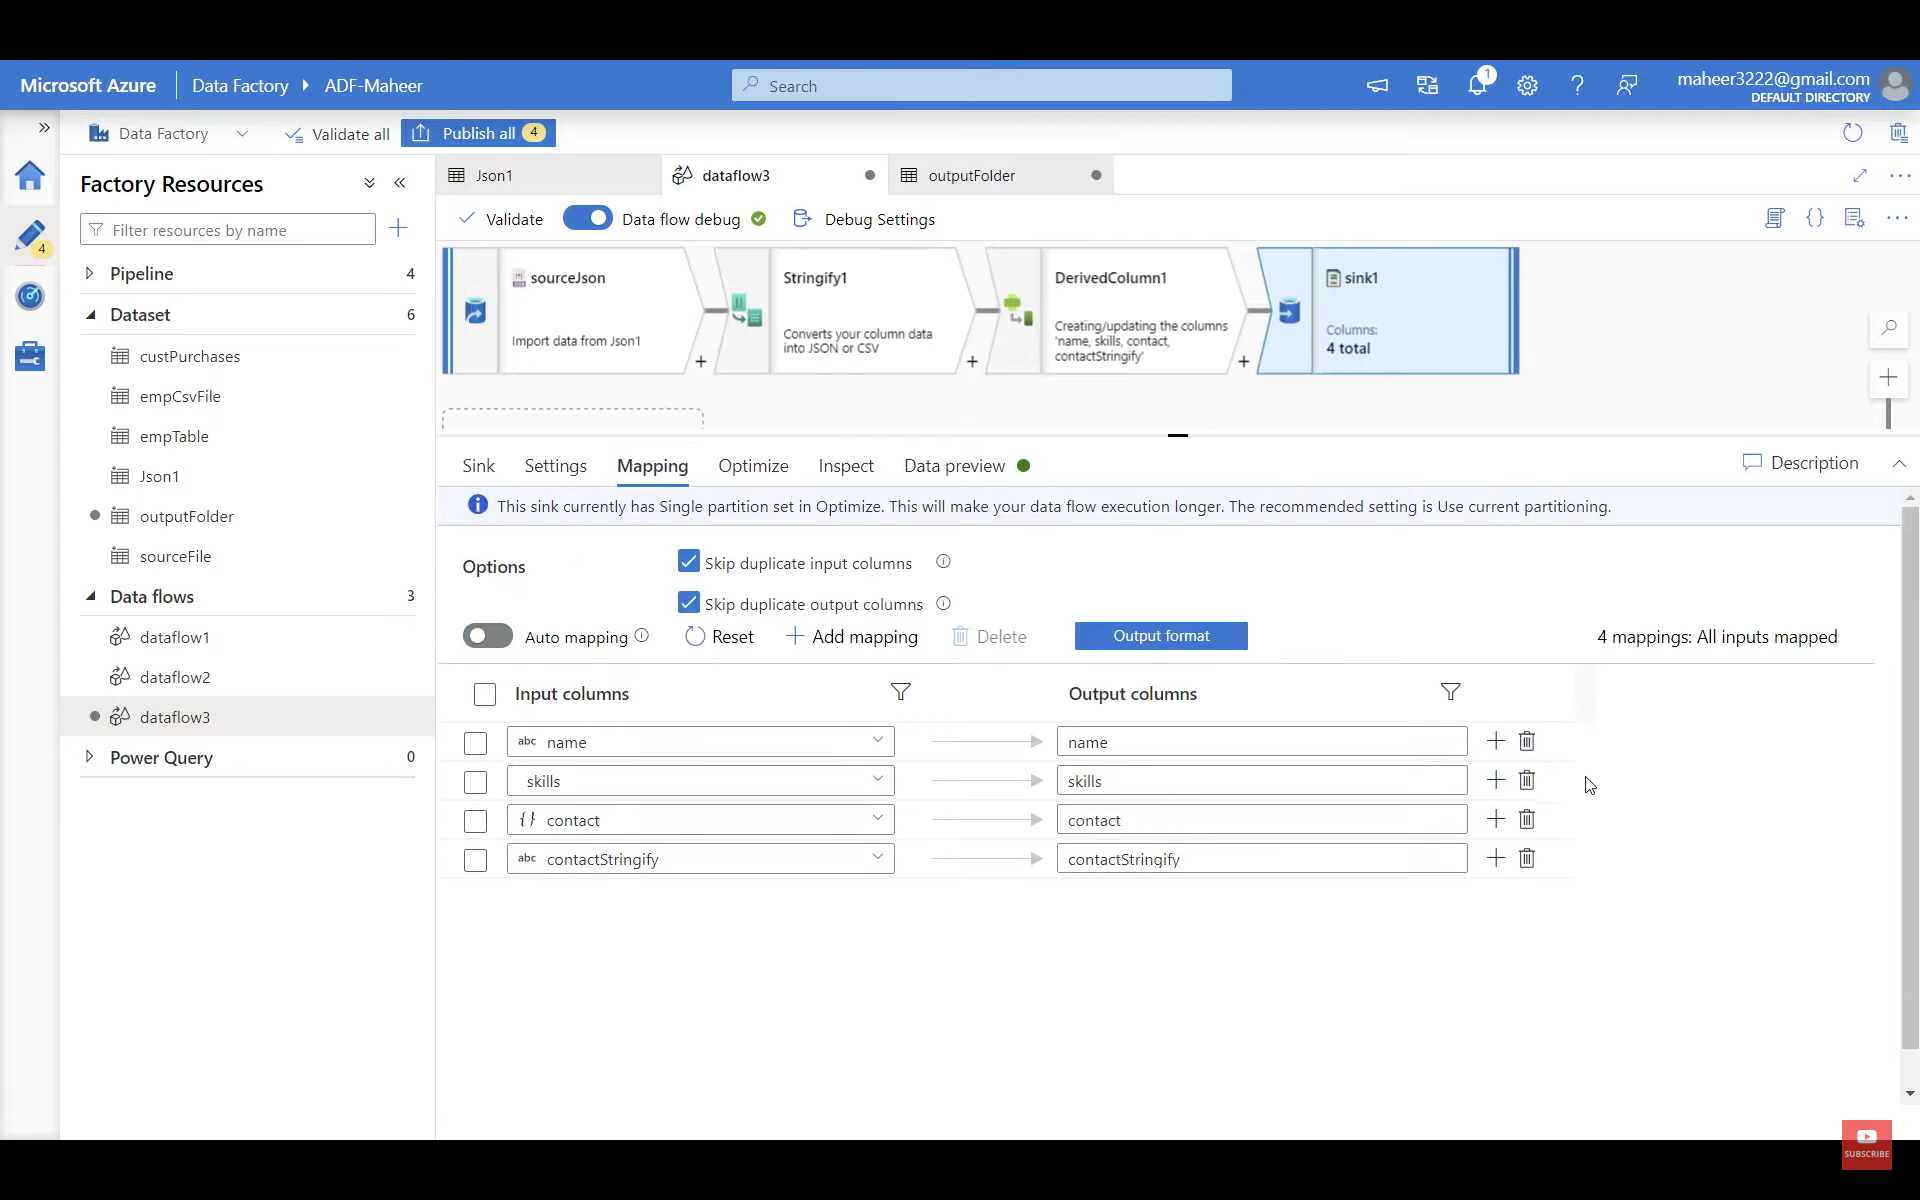 Microsoft Azure
Data Factory
ADF-Maheer
Search
1
maheer3222@gmail.com
DEFAULT DIRECTORY
Data Factory
Validate all
Publish all 4
4
Factory Resources
Filter resources by name
Pipeline 4
Dataset 6
custPurchases
empCsvFile
empTable
Json1
outputFolder
sourceFile
Data flows 3
dataflow1
dataflow2
dataflow3
Power Query 0
Json1
dataflow3
outputFolder
Validate
Data flow debug
Debug Settings
sourceJson
Import data from Json1
+
Stringify1
Converts your column data
into JSON or CSV
+
DerivedColumn1
Creating/updating the columns
'name, skills, contact,
contactStringify'
+
sink1
Columns:
4 total
Sink
Settings
Mapping
Optimize
Inspect
Data preview
Description
This sink currently has Single partition set in Optimize. This will make your data flow execution longer. The recommended setting is Use current partitioning.
Options
Skip duplicate input columns
Skip duplicate output columns
Auto mapping
Reset
Add mapping
Delete
Output format
4 mappings: All inputs mapped
Input columns
Output columns
abc name
name
skills
skills
{} contact
contact
abc contactStringify
contactStringify
SUBSCRIBE